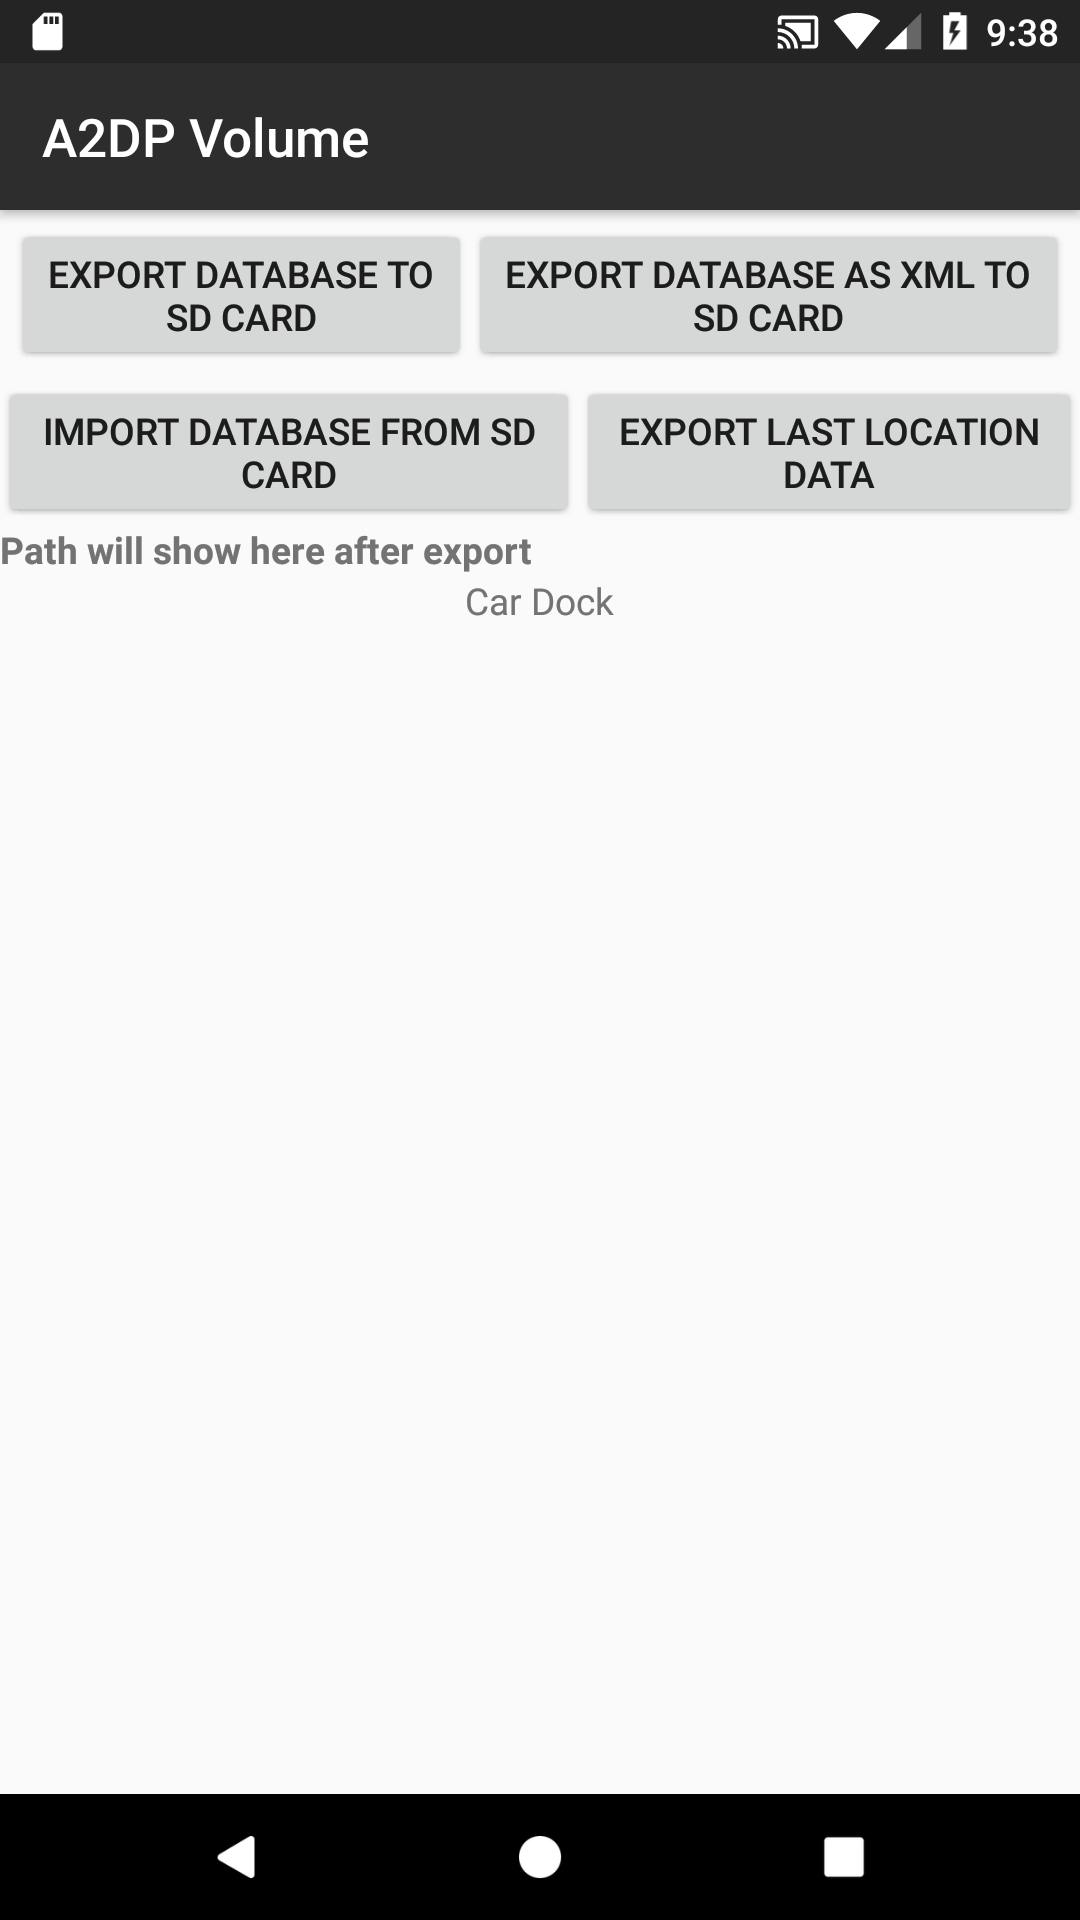 9:38
A2DP Volume
EXPORT DATABASE TO
SD CARD
EXPORT DATABASE AS XML TO
SD CARD
IMPORT DATABASE FROM SD
CARD
EXPORT LAST LOCATION
DATA
Path will show here after export
Car Dock